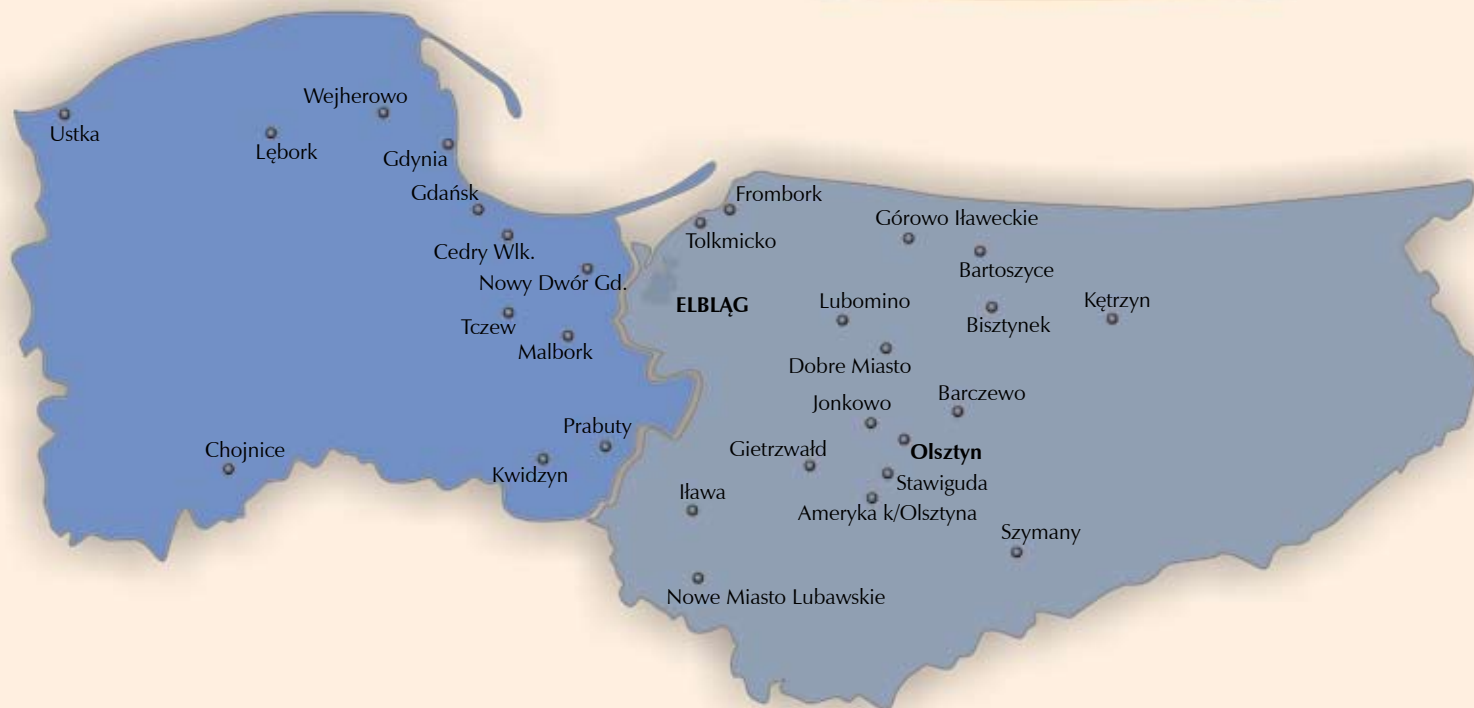 Wejherowo
Ustka
Lębork
Gdynia
Gdańsk
Cedry Wlk.
Nowy Dwór Gd.
Tczew
Malbork
Prabuty
Chojnice
Kwidzyn
Frombork
Tolkmicko
Górowo Iławeckie
Bartoszyce
ELBLĄG
Lubomino
Bisztynek
Kętrzyn
Dobre Miasto
Jonkowo
Barczewo
Gietrzwałd
Olsztyn
Stawiguda
Iława
Ameryka k/Olsztyna
Szymany
Nowe Miasto Lubawskie